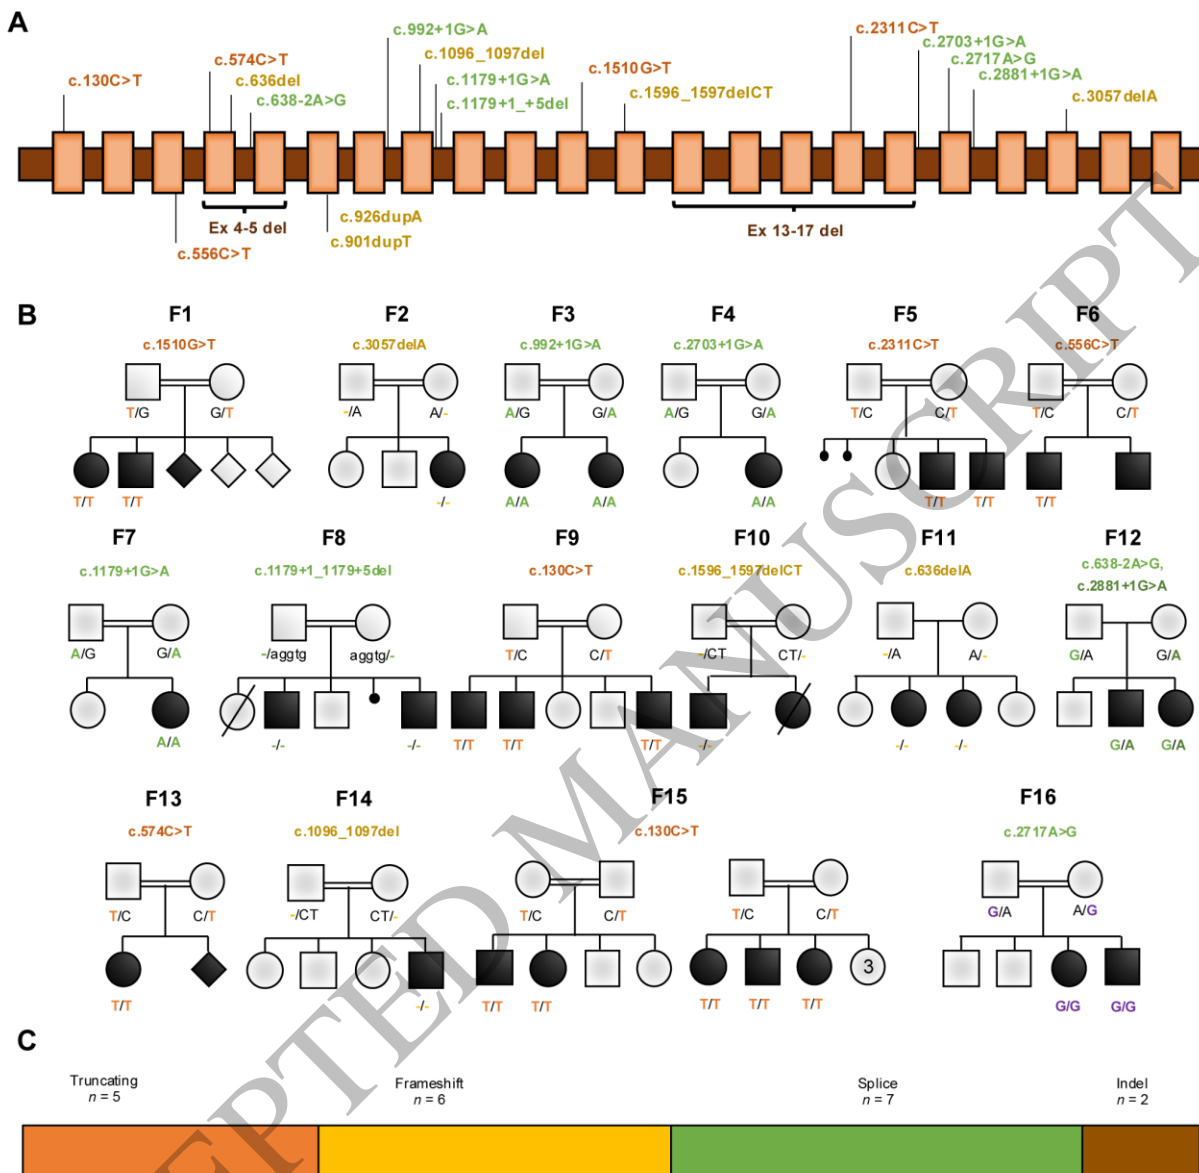 A
c.130C>T
c.574C>T
c.636del
c.638-2A>G
c.992+1G>A
c.1096_1097del
c.1179+1G>A
c.1179+1_+5del
c.1510G>T
c.1596_1597delCT
c.2311C>T
c.2703+1G>A
c.2717A>G
c.2881+1G>A
c.3057delA
c.556C>T
Ex 4-5 del
c.926dupA
c.901dupT
Ex 13-17 del
B
F1 F2 F3 F4 F5 F6
c.1510G>T c.3057delA c.992+1G>A c.2703+1G>A c.2311C>T c.556C>T
T/G G/T -/A A/- A/G G/A A/G G/A T/C C/T T/C C/T
T/T T/T -/- A/A A/A A/A T/T T/T T/T
F7 F8 F9 F10 F11 F12
c.1179+1G>A c.1179+1_1179+5del c.130C>T c.1596_1597delCT c.636delA c.638-2A>G,
c.2881+1G>A
A/G G/A -/aggtg aggtg/- T/C C/T -/CT CT/- -/A A/- G/A G/A
A/A -/- -/- T/T T/T T/T -/- -/- -/- G/A G/A
F13 F14 F15 F16
c.574C>T c.1096_1097del c.130C>T c.2717A>G
T/C C/T -/CT CT/- T/C C/T T/C C/T G/A A/G
3
T/T -/- T/T T/T T/T T/T T/T G/G G/G
C
Truncating Frameshift Splice Indel
n = 5 n = 6 n = 7 n = 2
EPTED MANUSCRIPT